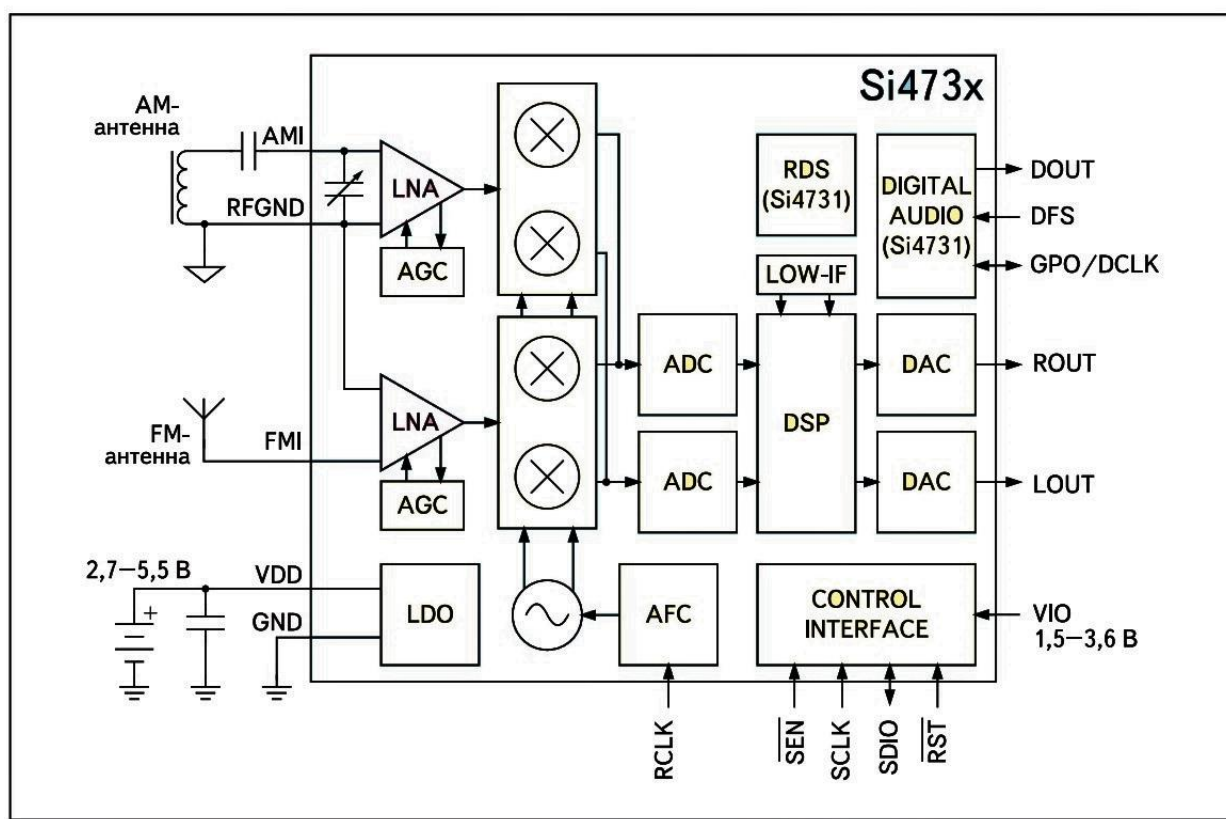 Si473x
AM-
антенна
AMI
RFGND
LNA
AGC
RDS
(Si4731)
DIGITAL
AUDIO
(Si4731)
DOUT
DFS
GPO/DCLK
LOW-IF
FM-
антенна
FMI
LNA
AGC
ADC
ADC
DSP
DAC
DAC
ROUT
LOUT
2,7–5,5 В
VDD
GND
+
LDO
AFC
CONTROL
INTERFACE
VIO
1,5–3,6 В
RCLK
SEN
SCLK
SDIO
RST